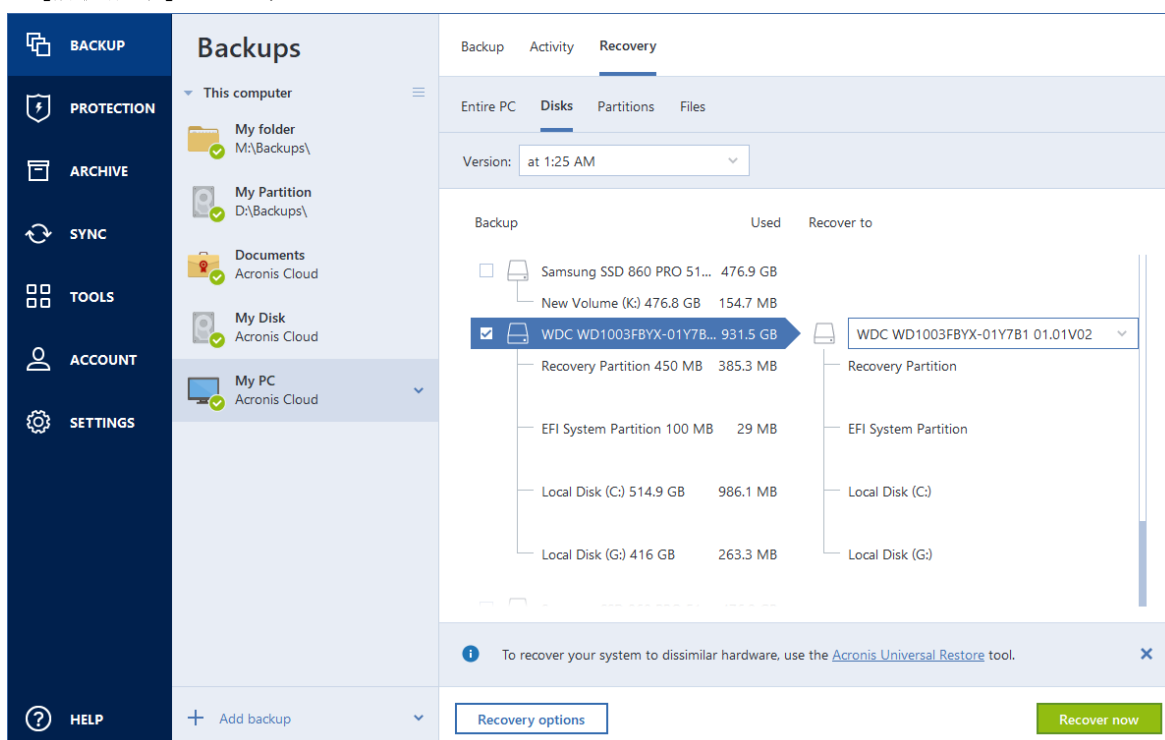 BACKUP
PROTECTION
ARCHIVE
SYNC
TOOLS
ACCOUNT
SETTINGS
HELP
Backups
This computer
My folder
M:\Backups\
My Partition
D:\Backups\
Documents
Acronis Cloud
My Disk
Acronis Cloud
My PC
Acronis Cloud
Add backup
Backup Activity Recovery
Entire PC Disks Partitions Files
Version: at 1:25 AM
Backup Used Recover to
Samsung SSD 860 PRO 51... 476.9 GB
New Volume (K:) 476.8 GB 154.7 MB
WDC WD1003FBYX-01Y7B... 931.5 GB WDC WD1003FBYX-01Y7B1 01.01V02
Recovery Partition 450 MB 385.3 MB Recovery Partition
EFI System Partition 100 MB 29 MB EFI System Partition
Local Disk (C:) 514.9 GB 986.1 MB Local Disk (C:)
Local Disk (G:) 416 GB 263.3 MB Local Disk (G:)
To recover your system to dissimilar hardware, use the Acronis Universal Restore tool.
Recovery options Recover now